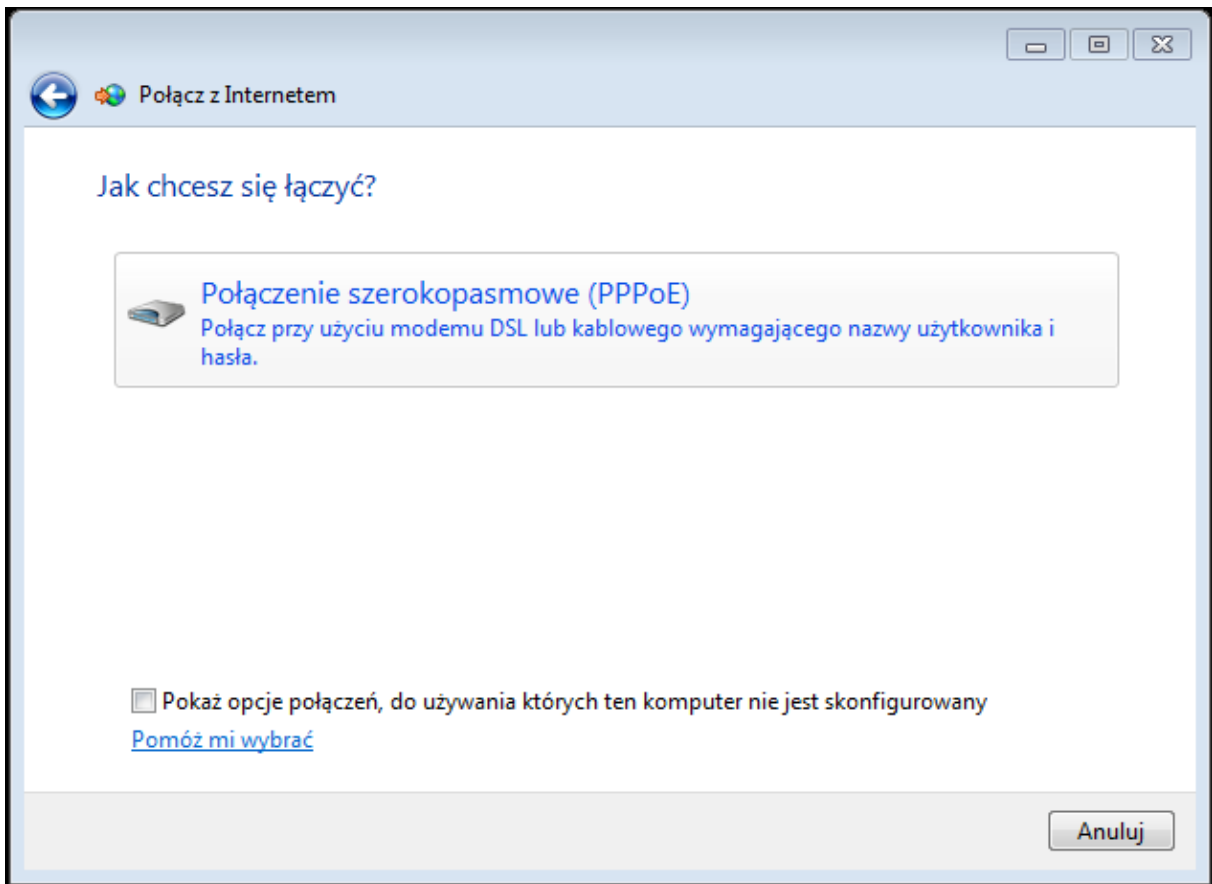 Połącz z Internetem
Jak chcesz się łączyć?
Połączenie szerokopasmowe (PPPoE)
Połącz przy użyciu modemu DSL lub kablowego wymagającego nazwy użytkownika i
hasła.
Pokaż opcje połączeń, do używania których ten komputer nie jest skonfigurowany
Pomóż mi wybrać
Anuluj